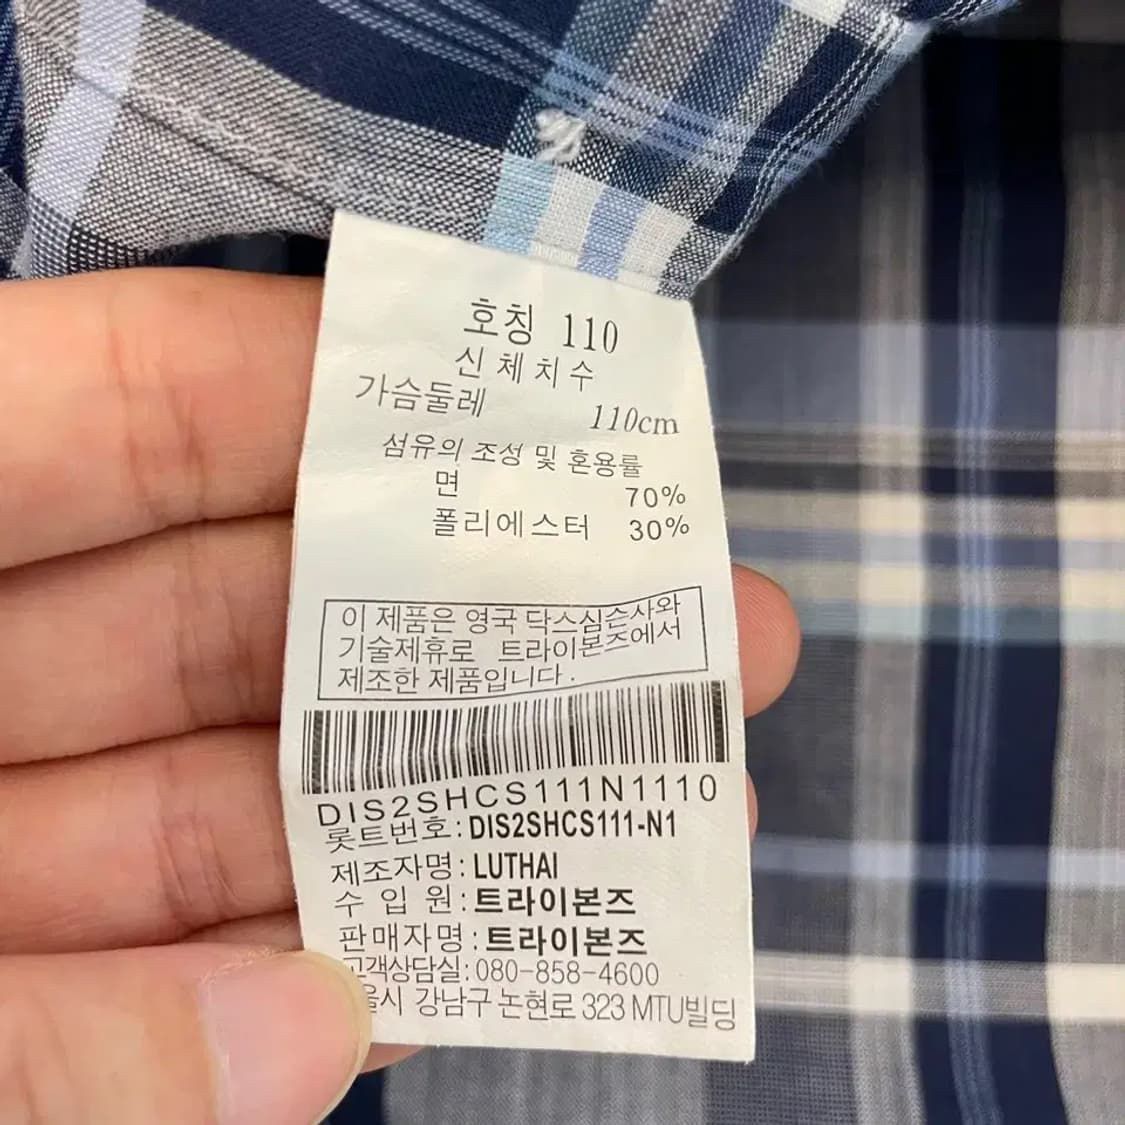 호칭 110
신체치수
가슴둘레 110cm
섬유의 조성 및 혼용률
면 70%
폴리에스터 30%
이 제품은 영국 닥스심슨사와
기술제휴로 트라이본즈에서
제조한 제품입니다.
DIS2SHCS111N1110
롯트번호:DIS2SHCS111-N1
제조자명:LUTHAI
수 입 원:트라이본즈
판매자명:트라이본즈
고객상담실:080-858-4600
울시 강남구 논현로 323 MTU빌딩